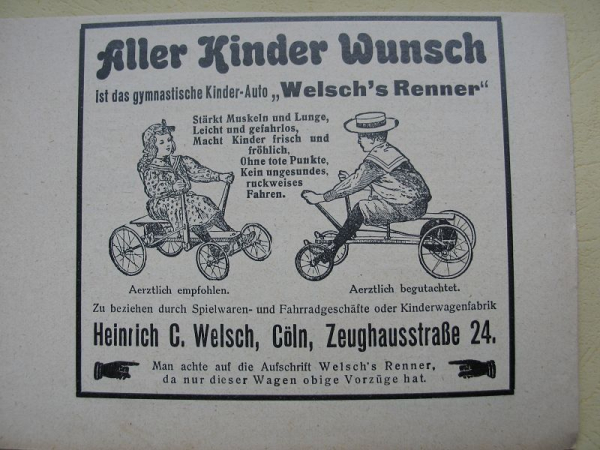 Aller Kinder Wunsch
ist das gymnastische Kinder-Auto „Welsch's Renner“
Stärkt Muskeln und Lunge,
Leicht und gefahrlos,
Macht Kinder frisch und
fröhlich,
Ohne tote Punkte,
Kein ungesundes,
ruckweises
Fahren.
Aerztlich empfohlen.
Aerztlich begutachtet.
Zu beziehen durch Spielwaren- und Fahrradgeschäfte oder Kinderwagenfabrik
Heinrich C. Welsch, Cöln, Zeughausstraße 24.
Man achte auf die Aufschrift Welsch's Renner,
da nur dieser Wagen obige Vorzüge hat.